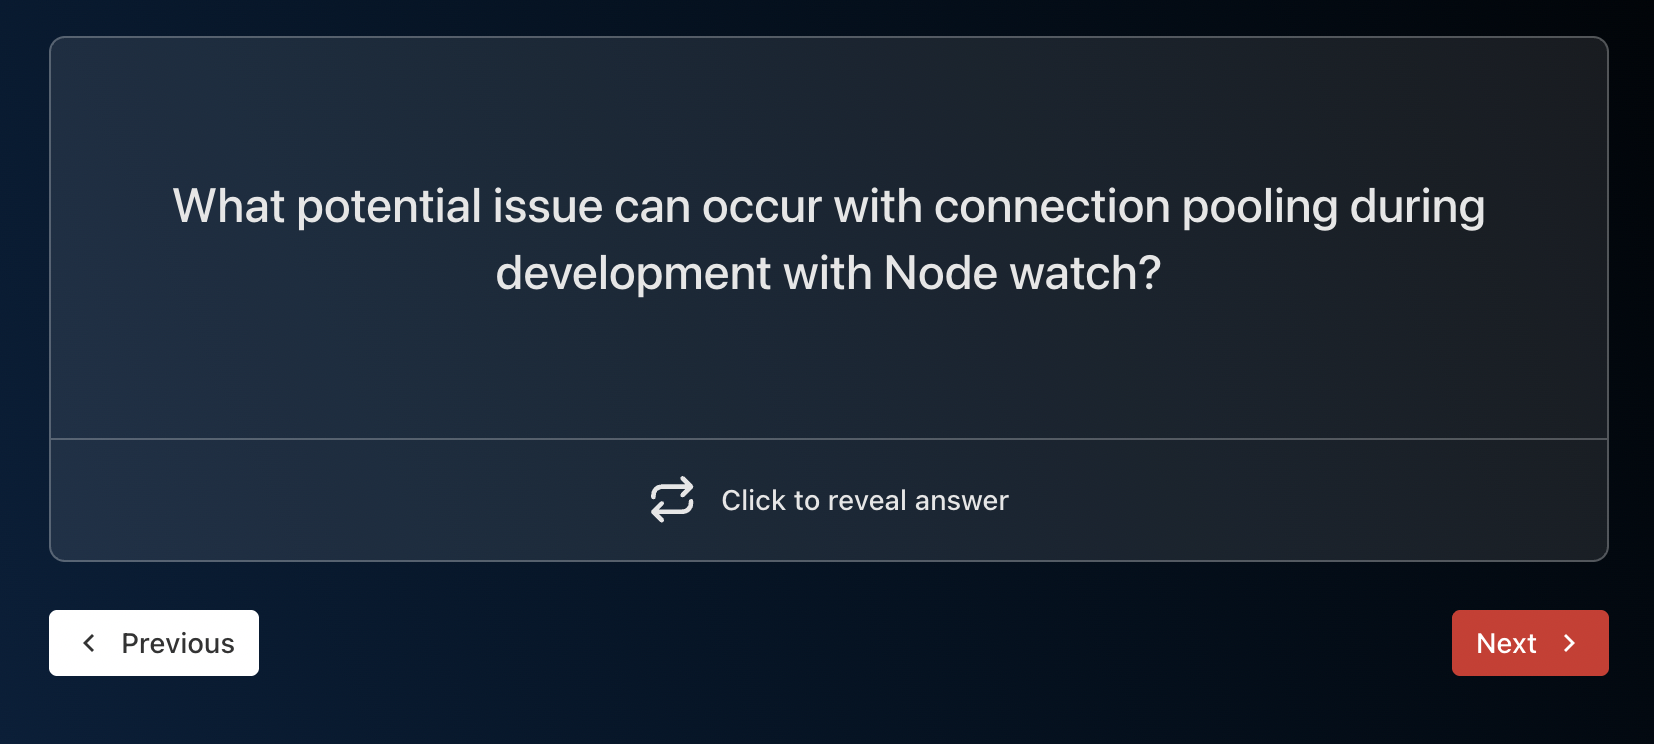 What potential issue can occur with connection pooling during
development with Node watch?
Click to reveal answer
Previous
Next